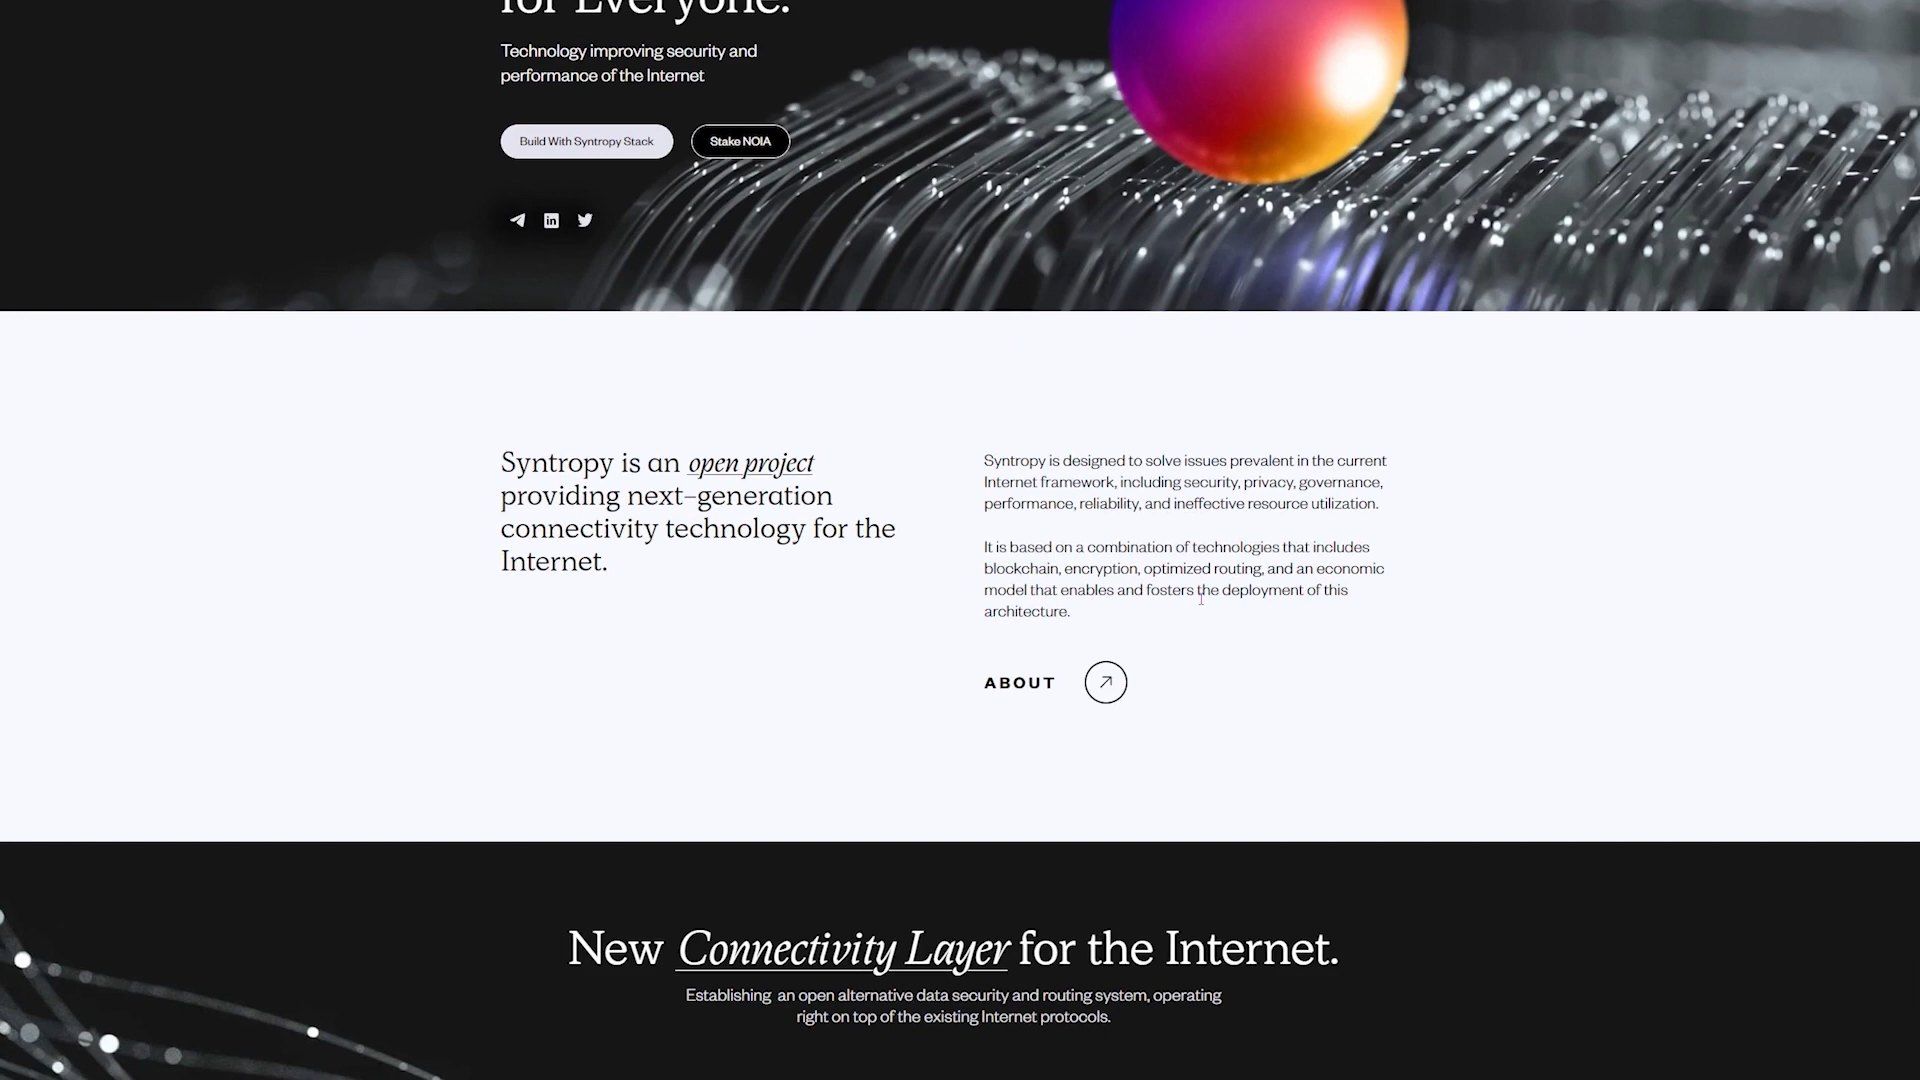 for Everyone.
Technology improving security and
performance of the Internet
Build With Syntropy Stack
Stake NOIA
Syntropy is an open project
providing next-generation
connectivity technology for the
Internet.
Syntropy is designed to solve issues prevalent in the current
Internet framework, including security, privacy, governance,
performance, reliability, and ineffective resource utilization.
It is based on a combination of technologies that includes
blockchain, encryption, optimized routing, and an economic
model that enables and fosters the deployment of this
architecture.
ABOUT
New Connectivity Layer for the Internet.
Establishing an open alternative data security and routing system, operating
right on top of the existing Internet protocols.